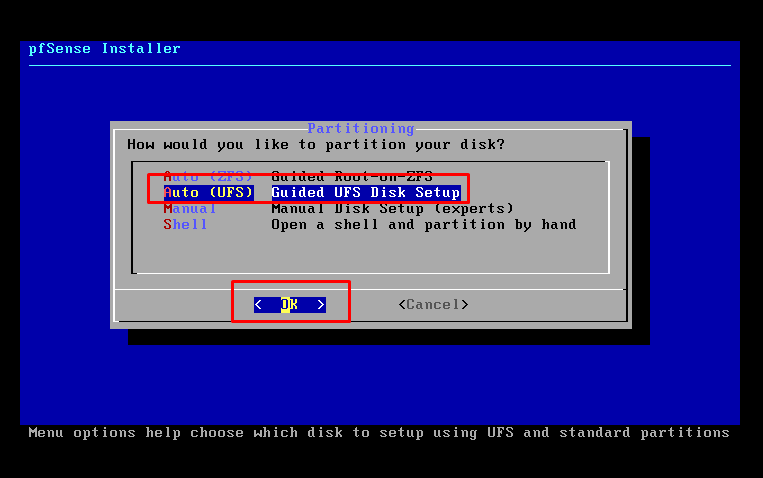 pfSense Installer
Partitioning
How would you like to partition your disk?
Auto (ZFS) Guided Root-on-ZFS
Auto (UFS) Guided UFS Disk Setup
Manual Manual Disk Setup (experts)
Shell Open a shell and partition by hand
< OK > <Cancel>
Menu options help choose which disk to setup using UFS and standard partitions